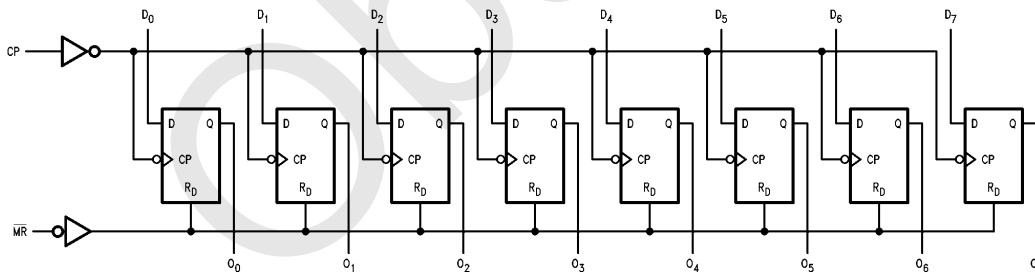 D0 D1 D2 D3 D4 D5 D6 D7
CP
D Q D Q D Q D Q D Q D Q D Q D Q
CP CP CP CP CP CP CP CP
RD RD RD RD RD RD RD RD
MR
O0 O1 O2 O3 O4 O5 O6